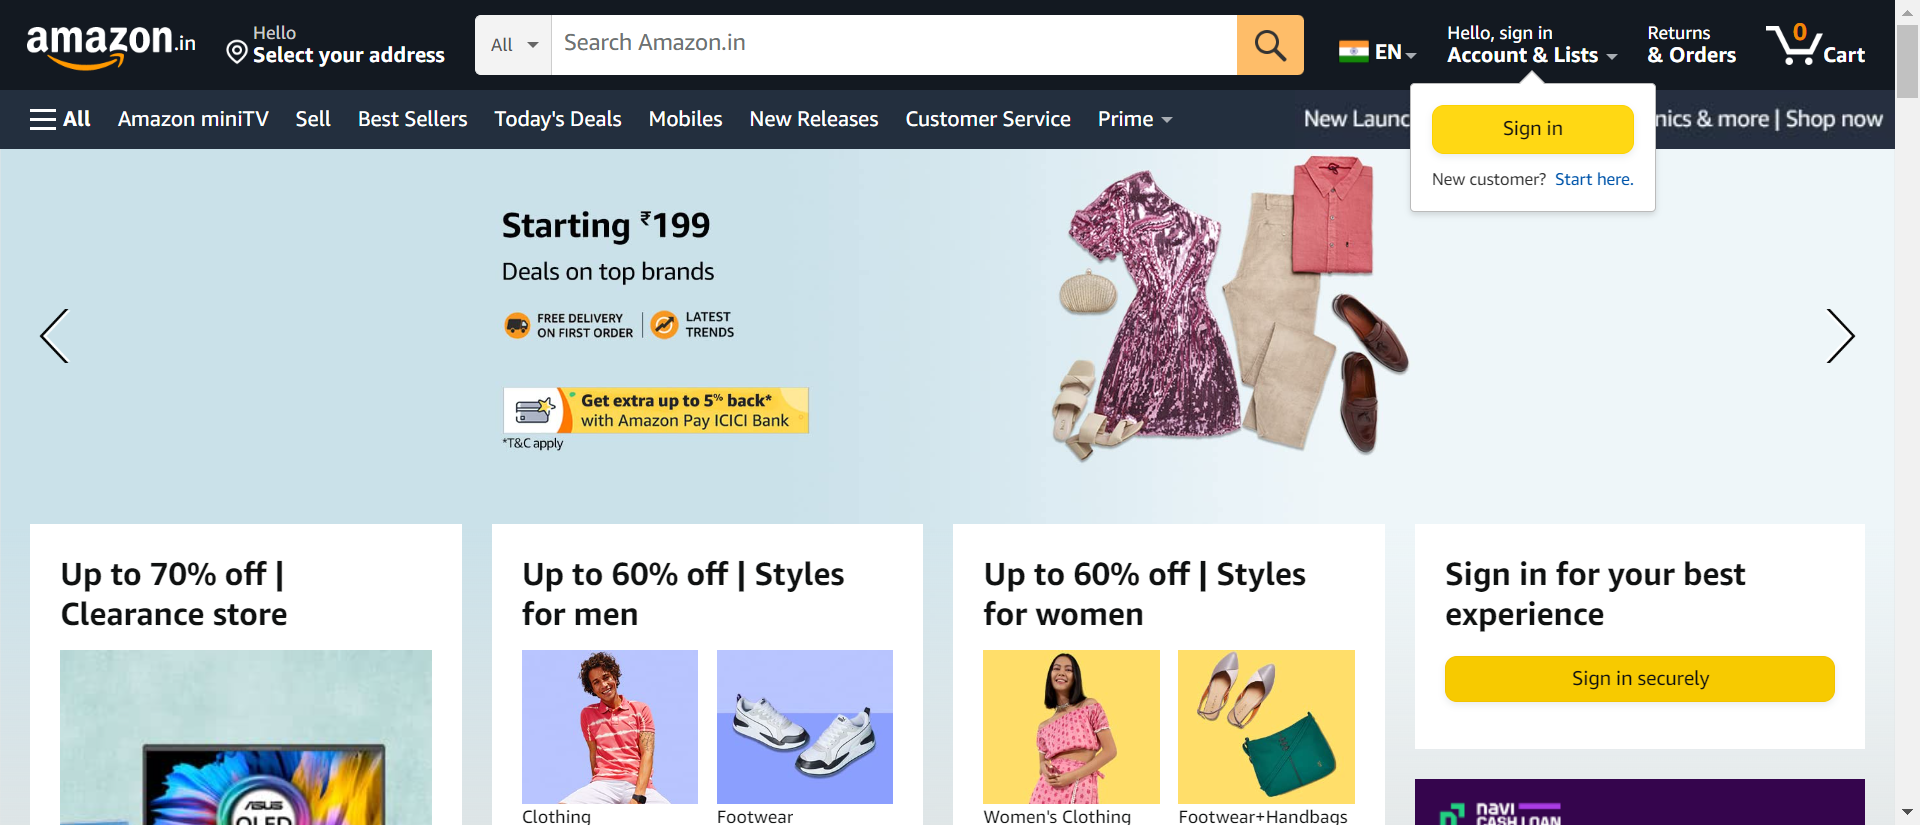 amazon.in
Hello
Select your address
All
Search Amazon.in
EN
Hello, sign in
Account & Lists
Returns
& Orders
0
Cart
All
Amazon miniTV
Sell
Best Sellers
Today's Deals
Mobiles
New Releases
Customer Service
Prime
New Launc
nics & more | Shop now
Sign in
New customer? Start here.
Starting ₹199
Deals on top brands
FREE DELIVERY
ON FIRST ORDER
LATEST
TRENDS
Get extra up to 5% back*
with Amazon Pay ICICI Bank
*T&C apply
Up to 70% off |
Clearance store
ASUS
OLED
Up to 60% off | Styles
for men
Clothing
Footwear
Up to 60% off | Styles
for women
Women's Clothing
Footwear+Handbags
Sign in for your best
experience
Sign in securely
navi
CASH LOAN